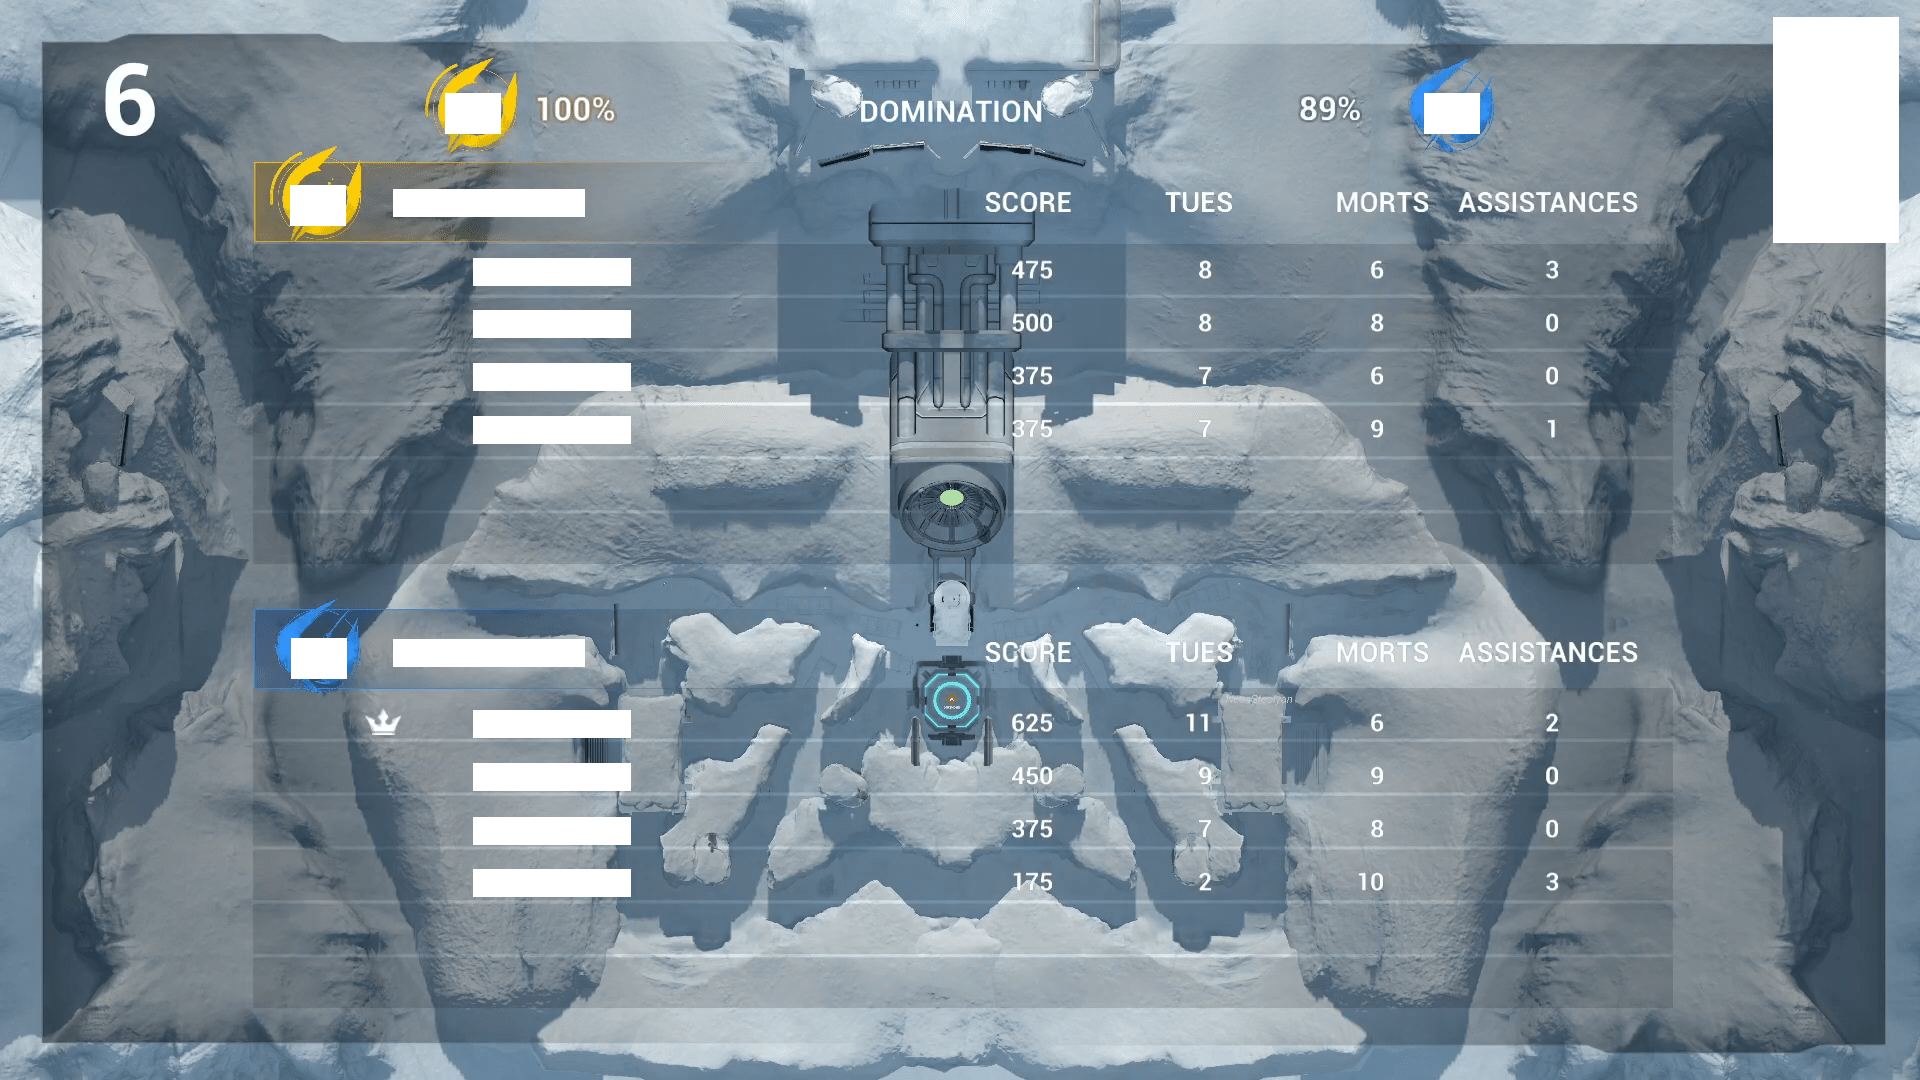 6
100% DOMINATION 89%
SCORE TUES MORTS ASSISTANCES
475 8 6 3
500 8 8 0
375 7 6 0
375 7 9 1
SCORE TUES MORTS ASSISTANCES
625 11 6 2
450 9 9 0
375 7 8 0
175 2 10 3